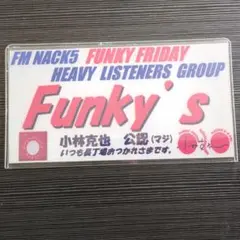 FM NACK5 FUNKY FRIDAY
HEAVY LISTENERS GROUP
Funky's
小林克也 公認(マジ)
いつも長丁場おつかれさまです。